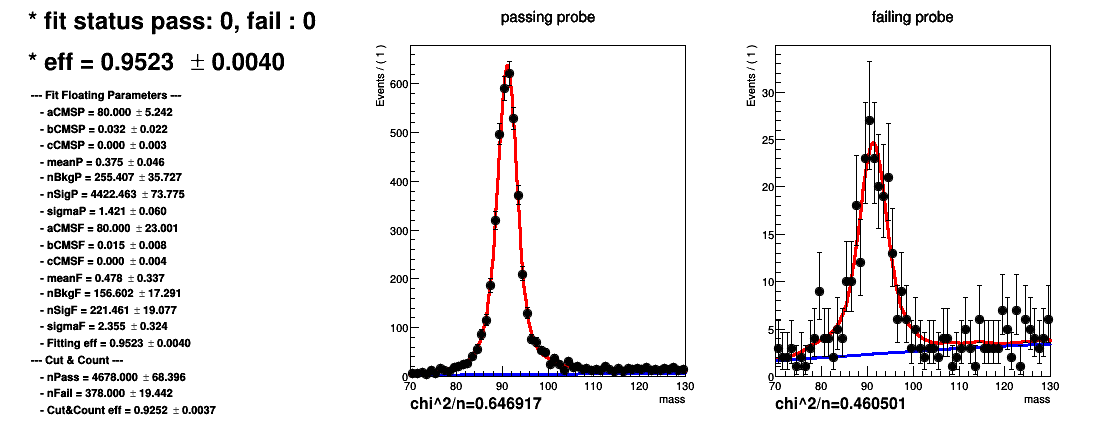 * fit status pass: 0, fail : 0
* eff = 0.9523 ± 0.0040
--- Fit Floating Parameters ---
- aCMSP = 80.000 ± 5.242
- bCMSP = 0.032 ± 0.022
- cCMSP = 0.000 ± 0.003
- meanP = 0.375 ± 0.046
- nBkgP = 255.407 ± 35.727
- nSigP = 4422.463 ± 73.775
- sigmaP = 1.421 ± 0.060
- aCMSF = 80.000 ± 23.001
- bCMSF = 0.015 ± 0.008
- cCMSF = 0.000 ± 0.004
- meanF = 0.478 ± 0.337
- nBkgF = 156.602 ± 17.291
- nSigF = 221.461 ± 19.077
- sigmaF = 2.355 ± 0.324
- Fitting eff = 0.9523 ± 0.0040
--- Cut & Count ---
- nPass = 4678.000 ± 68.396
- nFail = 378.000 ± 19.442
- Cut&Count eff = 0.9252 ± 0.0037
passing probe
Events / ( 1 )
600
500
400
300
200
100
0
70 80 90 100 110 120 130
mass
chi^2/n=0.646917
failing probe
Events / ( 1 )
30
25
20
15
10
5
0
70 80 90 100 110 120 130
mass
chi^2/n=0.460501